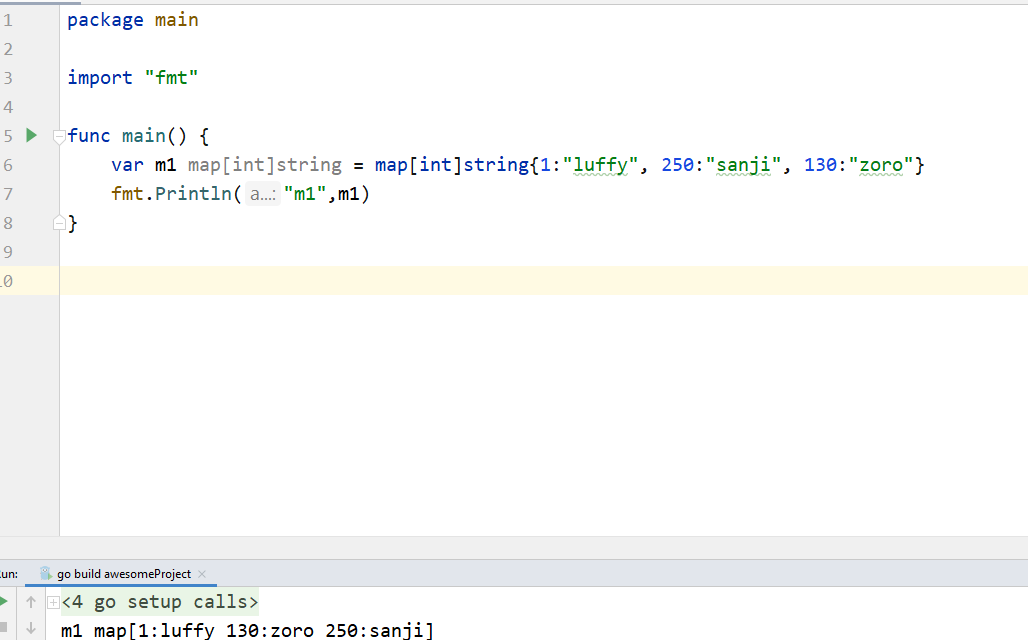 1 package main
2
3 import "fmt"
4
5 func main() {
6 var m1 map[int]string = map[int]string{1:"luffy", 250:"sanji", 130:"zoro"}
7 fmt.Println( a...: "m1",m1)
8 }
9
10
un: go build awesomeProject
<4 go setup calls>
m1 map[1:luffy 130:zoro 250:sanji]